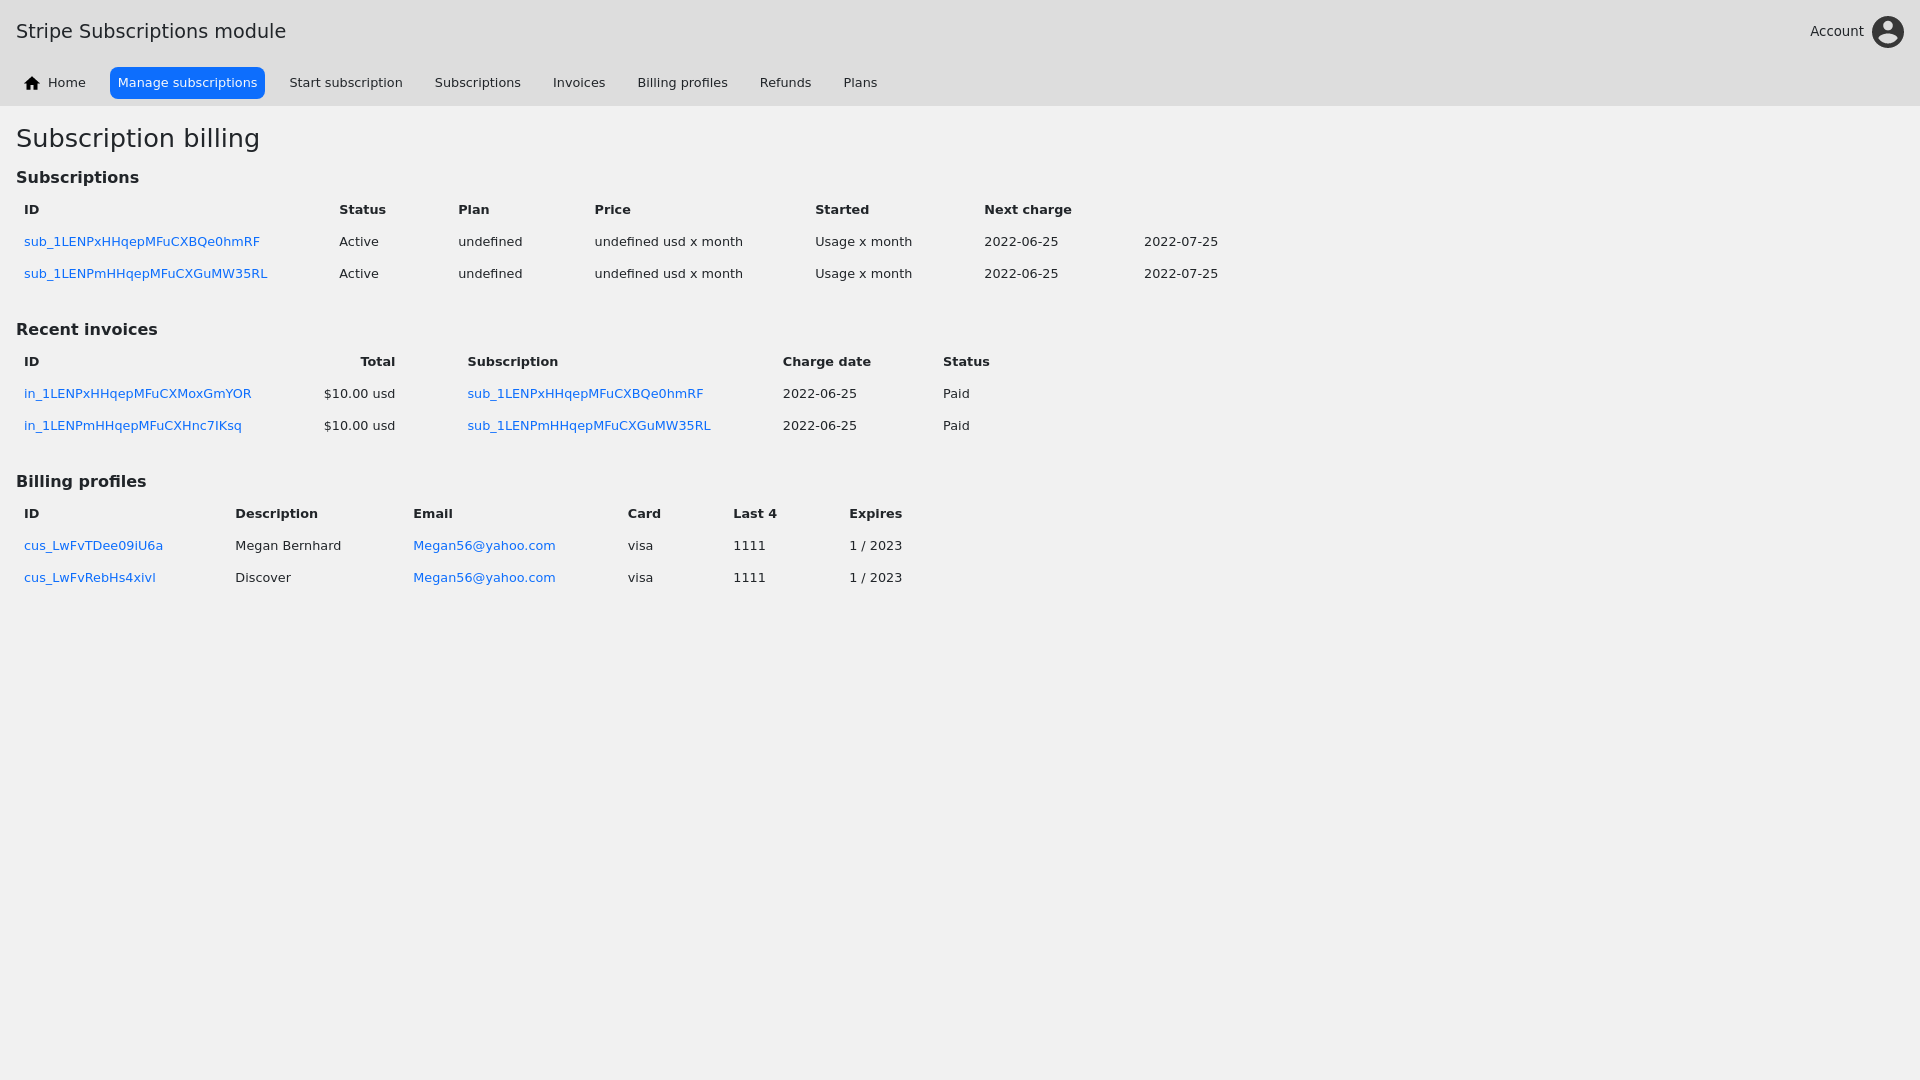 Stripe Subscriptions module
Account
Home Manage subscriptions Start subscription Subscriptions Invoices Billing profiles Refunds Plans
Subscription billing
Subscriptions
ID Status Plan Price Started Next charge
sub_1LENPxHHqepMFuCXBQe0hmRF Active undefined undefined usd x month Usage x month 2022-06-25 2022-07-25
sub_1LENPmHHqepMFuCXGuMW35RL Active undefined undefined usd x month Usage x month 2022-06-25 2022-07-25
Recent invoices
ID Total Subscription Charge date Status
in_1LENPxHHqepMFuCXMoxGmYOR $10.00 usd sub_1LENPxHHqepMFuCXBQe0hmRF 2022-06-25 Paid
in_1LENPmHHqepMFuCXHnc7IKsq $10.00 usd sub_1LENPmHHqepMFuCXGuMW35RL 2022-06-25 Paid
Billing profiles
ID Description Email Card Last 4 Expires
cus_LwFvTDee09iU6a Megan Bernhard Megan56@yahoo.com visa 1111 1 / 2023
cus_LwFvRebHs4xivI Discover Megan56@yahoo.com visa 1111 1 / 2023